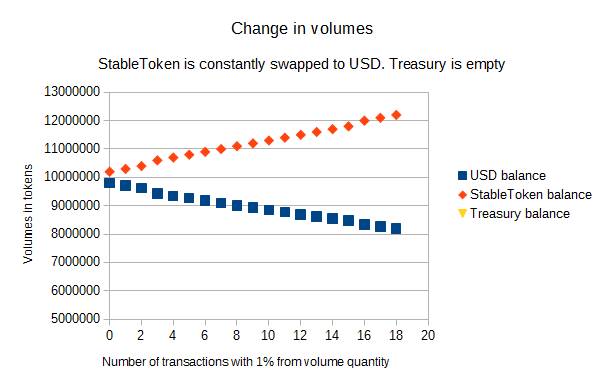 Change in volumes
StableToken is constantly swapped to USD. Treasury is empty
13000000
12000000
11000000
10000000
9000000
8000000
7000000
6000000
5000000
Volumes in tokens
0 2 4 6 8 10 12 14 16 18 20
Number of transactions with 1% from volume quantity
USD balance
StableToken balance
Treasury balance